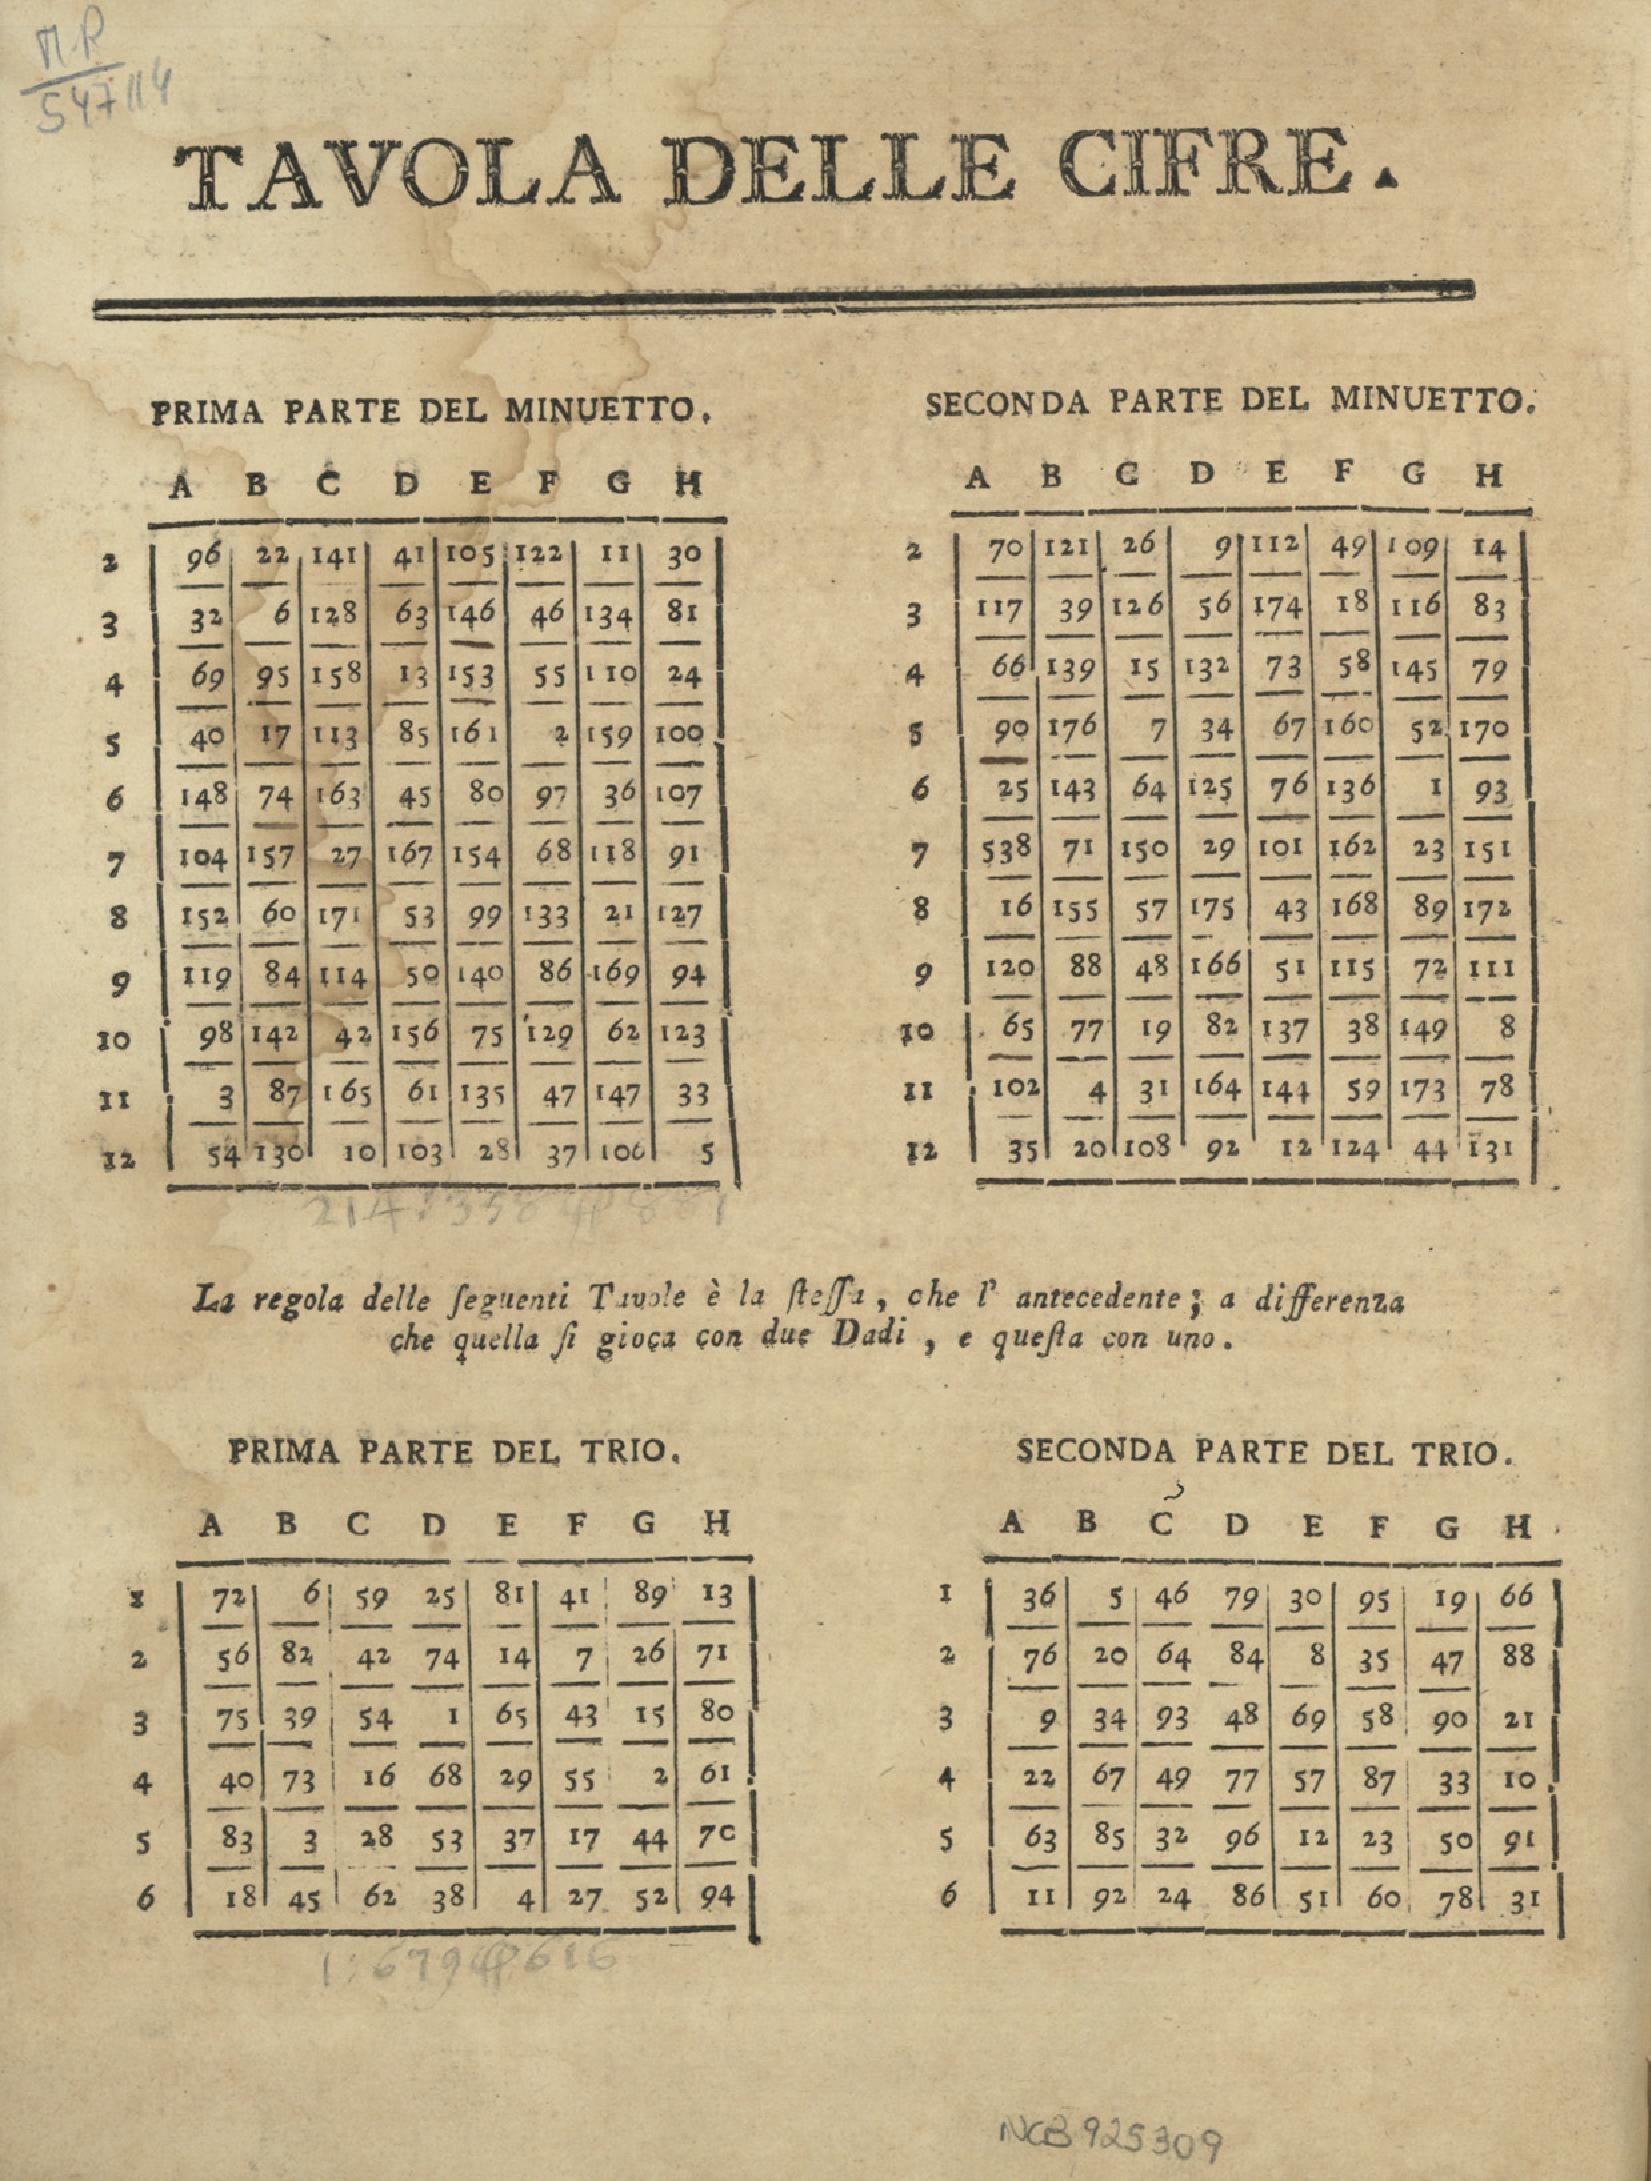 TAVOLA DELLE CIFRE.
PRIMA PARTE DEL MINUETTO.
A B C D E F G H
2 96 22 141 41 105 122 11 30
3 32 6 128 63 146 46 134 81
4 69 95 158 13 153 55 110 24
5 40 17 113 85 161 2 159 100
6 148 74 163 45 80 97 36 107
7 104 157 27 167 154 68 118 91
8 152 60 171 53 99 133 21 127
9 119 84 114 50 140 86 169 94
10 98 142 42 156 75 129 62 123
11 3 87 165 61 135 47 147 33
12 54 130 10 103 28 37 106 5
SECONDA PARTE DEL MINUETTO.
A B C D E F G H
2 70 121 26 9 112 49 109 14
3 117 39 126 56 174 18 116 83
4 66 139 15 132 73 58 145 79
5 90 176 7 34 67 160 52 170
6 25 143 64 125 76 136 1 93
7 538 71 150 29 101 162 23 151
8 16 155 57 175 43 168 89 172
9 120 88 48 166 51 115 72 111
10 65 77 19 82 137 38 149 8
11 102 4 31 164 144 59 173 78
12 35 20 108 92 12 124 44 131
La regola delle ſeguenti Tavole è la ſteſſa, che l' antecedente; a differenza
che quella ſi gioca con due Dadi, e queſta con uno.
PRIMA PARTE DEL TRIO.
A B C D E F G H
1 72 6 59 25 81 41 89 13
2 56 82 42 74 14 7 26 71
3 75 39 54 1 65 43 15 80
4 40 73 16 68 29 55 2 61
5 83 3 28 53 37 17 44 70
6 18 45 62 38 4 27 52 94
SECONDA PARTE DEL TRIO.
A B C D E F G H
1 36 5 46 79 30 95 19 66
2 76 20 64 84 8 35 47 88
3 9 34 93 48 69 58 90 21
4 22 67 49 77 57 87 33 10
5 63 85 32 96 12 23 50 91
6 11 92 24 86 51 60 78 31
NCB925309